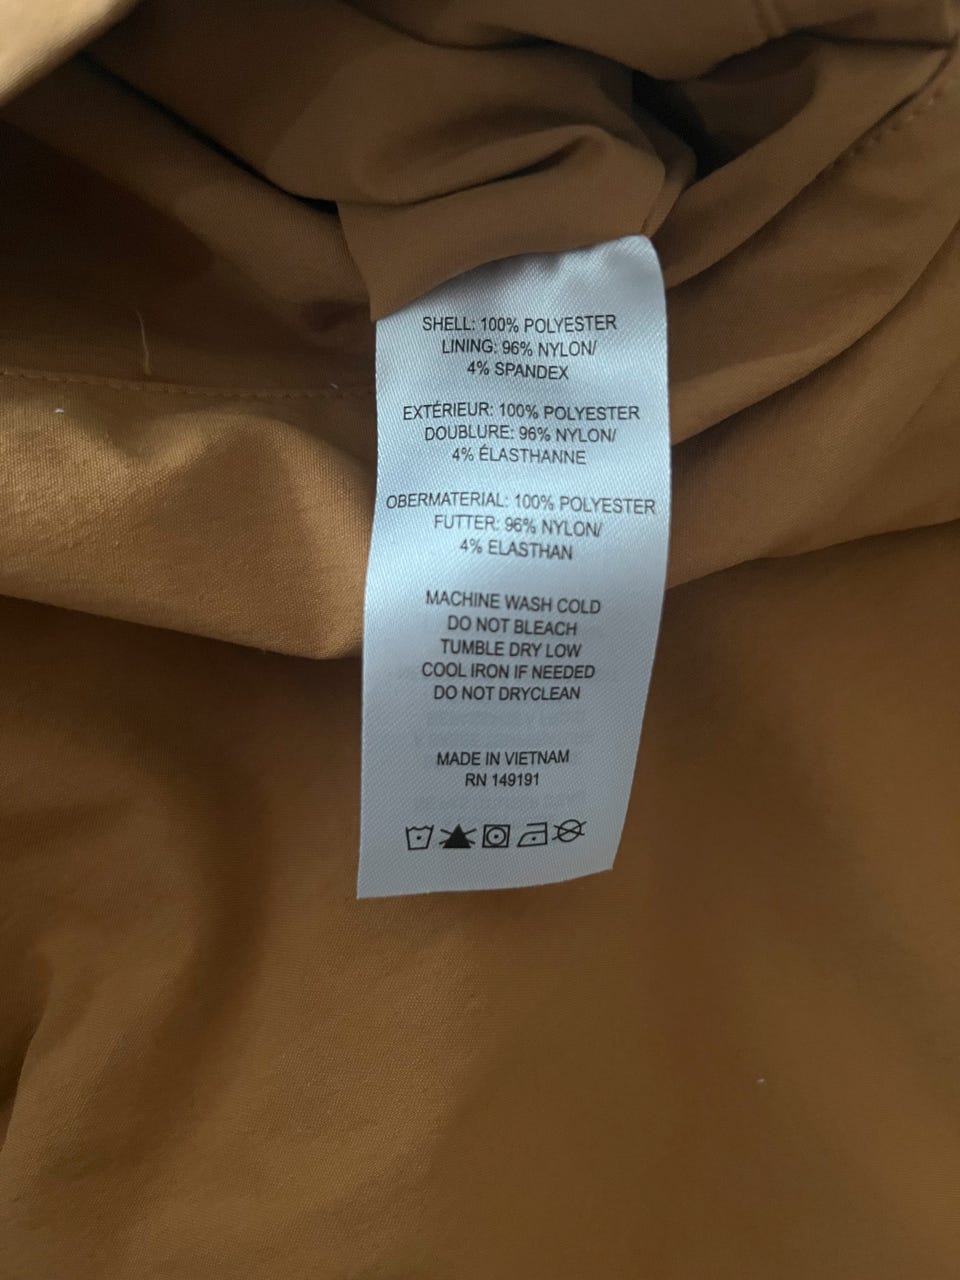 SHELL: 100% POLYESTER
LINING: 96% NYLON/
4% SPANDEX
EXTÉRIEUR: 100% POLYESTER
DOUBLURE: 96% NYLON/
4% ÉLASTHANNE
OBERMATERIAL: 100% POLYESTER
FUTTER: 96% NYLON/
4% ELASTHAN
MACHINE WASH COLD
DO NOT BLEACH
TUMBLE DRY LOW
COOL IRON IF NEEDED
DO NOT DRYCLEAN
MADE IN VIETNAM
RN 149191